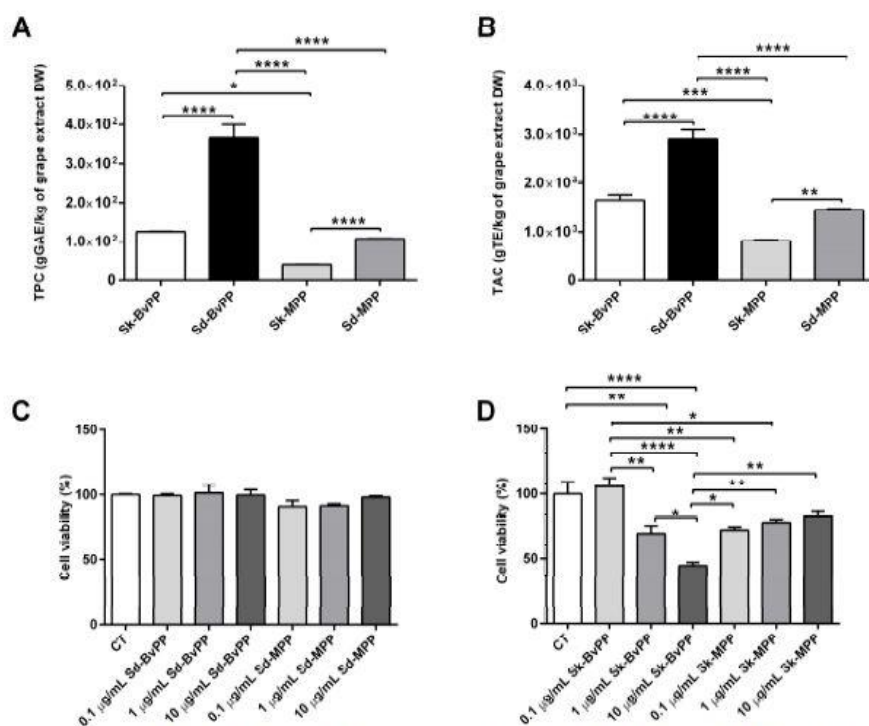 A
TPC (gGAE/kg of grape extract DW)
5.0×10²
4.0×10²
3.0×10²
2.0×10²
1.0×10²
0
****
****
*
****
****
Sk-BvPP
Sd-BvPP
Sk-MPP
Sd-MPP
B
TAC (gTE/kg of grape extract DW)
4.0×10³
3.0×10³
2.0×10³
1.0×10³
0
****
****
***
****
**
Sk-BvPP
Sd-BvPP
Sk-MPP
Sd-MPP
C
Cell viability (%)
150
100
50
0
CT
0.1 µg/mL Sd-BvPP
1 µg/mL Sd-BvPP
10 µg/mL Sd-BvPP
0.1 µg/mL Sd-MPP
1 µg/mL Sd-MPP
10 µg/mL Sd-MPP
D
Cell viability (%)
150
100
50
0
****
**
*
**
****
**
**
**
*
*
CT
0.1 µg/mL Sk-BvPP
1 µg/mL Sk-BvPP
10 µg/mL Sk-BvPP
0.1 µg/mL Sk-MPP
1 µg/mL Sk-MPP
10 µg/mL Sk-MPP